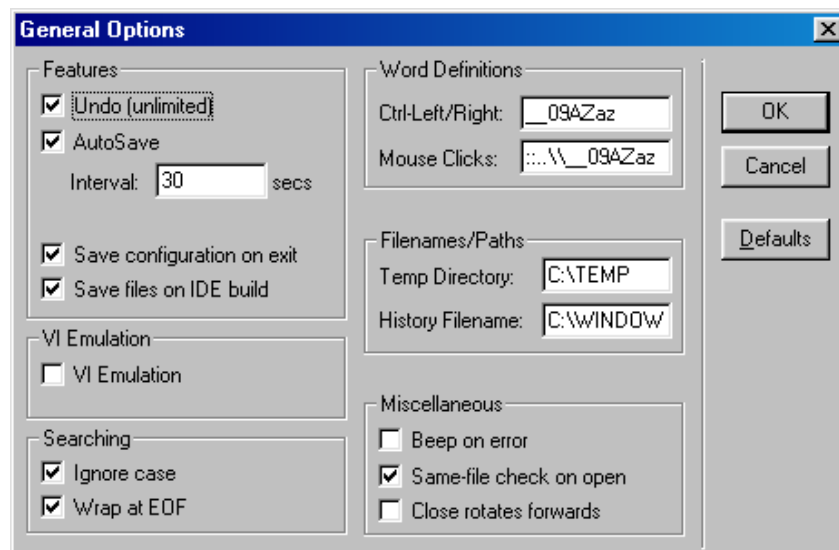 General Options
Features
Undo (unlimited)
AutoSave
Interval: 30 secs
Save configuration on exit
Save files on IDE build
VI Emulation
VI Emulation
Searching
Ignore case
Wrap at EOF
Word Definitions
Ctrl-Left/Right: __09AZaz
Mouse Clicks: ::..\\__09AZaz
Filenames/Paths
Temp Directory: C:\TEMP
History Filename: C:\WINDOW
Miscellaneous
Beep on error
Same-file check on open
Close rotates forwards
OK
Cancel
Defaults